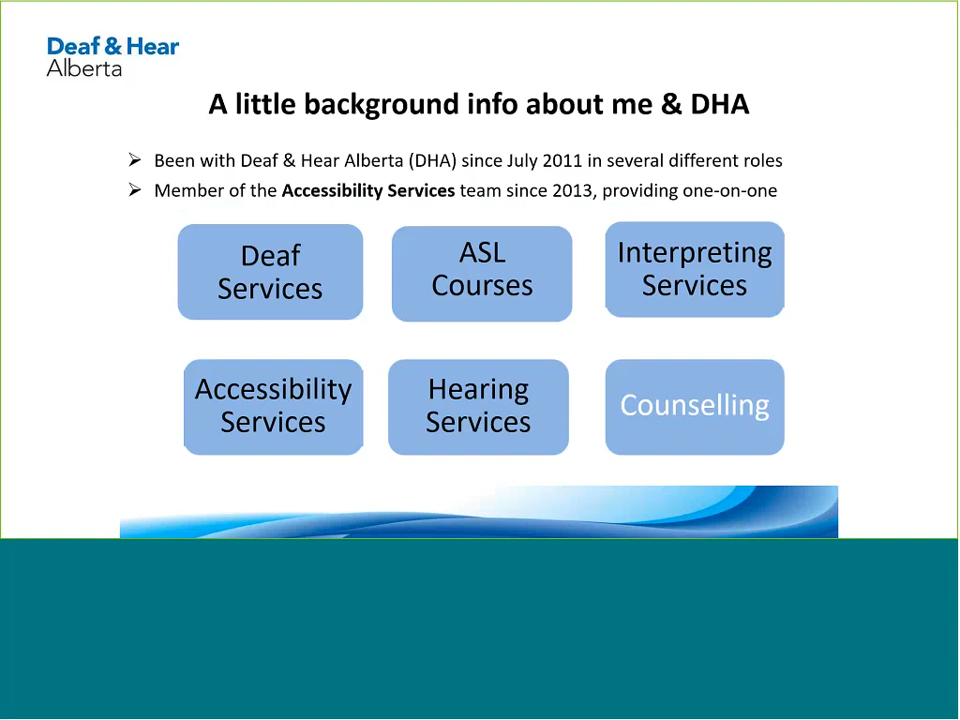 Deaf & Hear
Alberta
A little background info about me & DHA
Been with Deaf & Hear Alberta (DHA) since July 2011 in several different roles
Member of the Accessibility Services team since 2013, providing one-on-one
Deaf
Services
ASL
Courses
Interpreting
Services
Accessibility
Services
Hearing
Services
Counselling